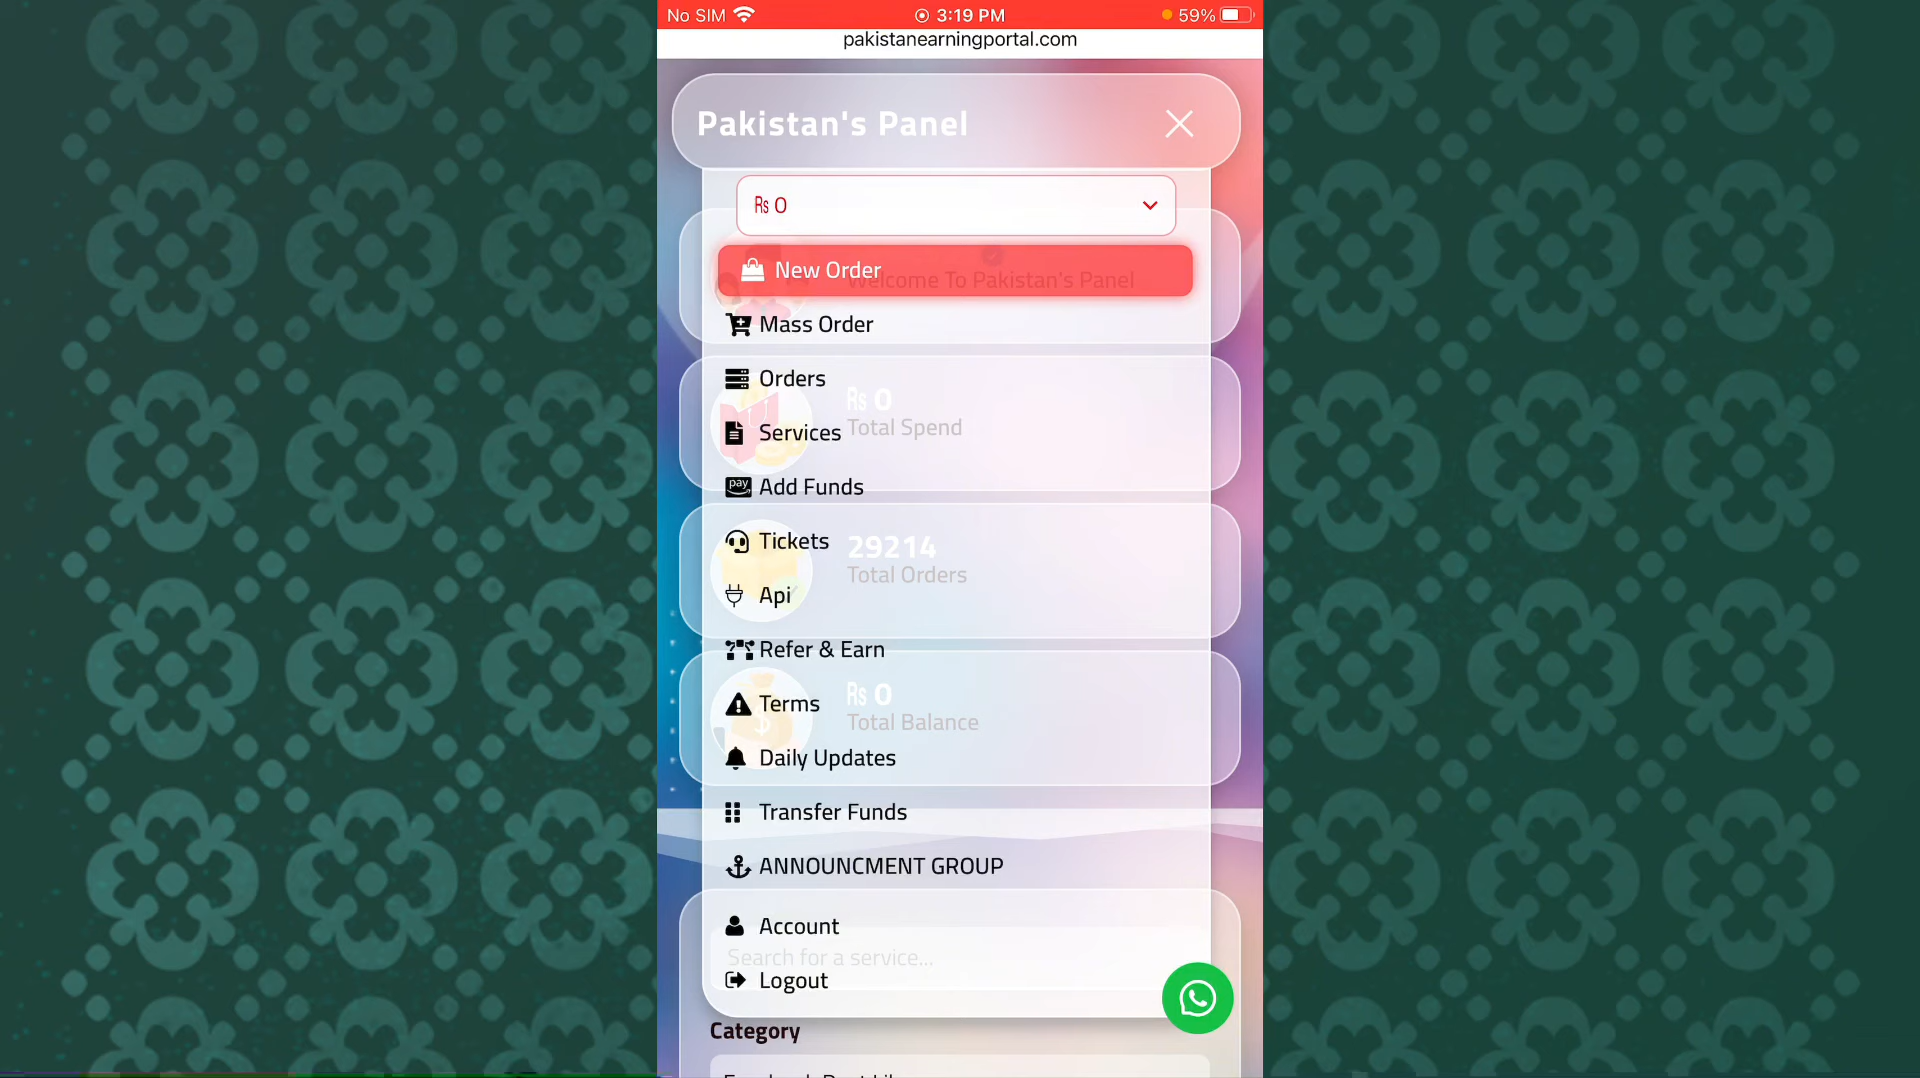 No SIM 3:19 PM 59%
pakistanearningportal.com
Pakistan's Panel
₨ 0
New Order
Welcome To Pakistan's Panel
Mass Order
Orders
₨ 0
Total Spend
Services
Add Funds
pay
Tickets
29214
Total Orders
Api
Refer & Earn
Terms
₨ 0
Total Balance
Daily Updates
Transfer Funds
ANNOUNCMENT GROUP
Account
Search for a service...
Logout
Category